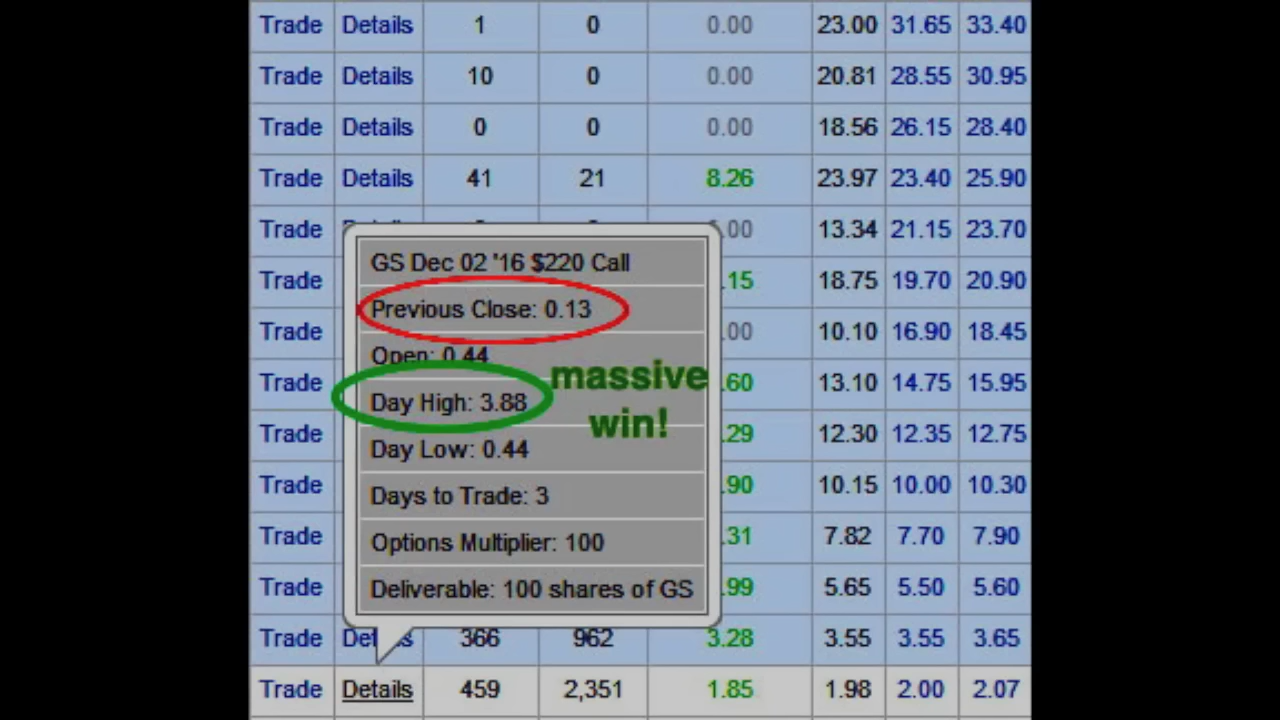 Trade Details 1 0 0.00 23.00 31.65 33.40
Trade Details 10 0 0.00 20.81 28.55 30.95
Trade Details 0 0 0.00 18.56 26.15 28.40
Trade Details 41 21 8.26 23.97 23.40 25.90
Trade .00 13.34 21.15 23.70
GS Dec 02 '16 $220 Call
Trade .15 18.75 19.70 20.90
Previous Close: 0.13
Trade .00 10.10 16.90 18.45
Open: 0.44
massive
Trade .60 13.10 14.75 15.95
Day High: 3.88
win!
Trade .29 12.30 12.35 12.75
Day Low: 0.44
Trade .90 10.15 10.00 10.30
Days to Trade: 3
Trade .31 7.82 7.70 7.90
Options Multiplier: 100
Trade .99 5.65 5.50 5.60
Deliverable: 100 shares of GS
Trade 366 962 3.28 3.55 3.55 3.65
Trade Details 459 2,351 1.85 1.98 2.00 2.07